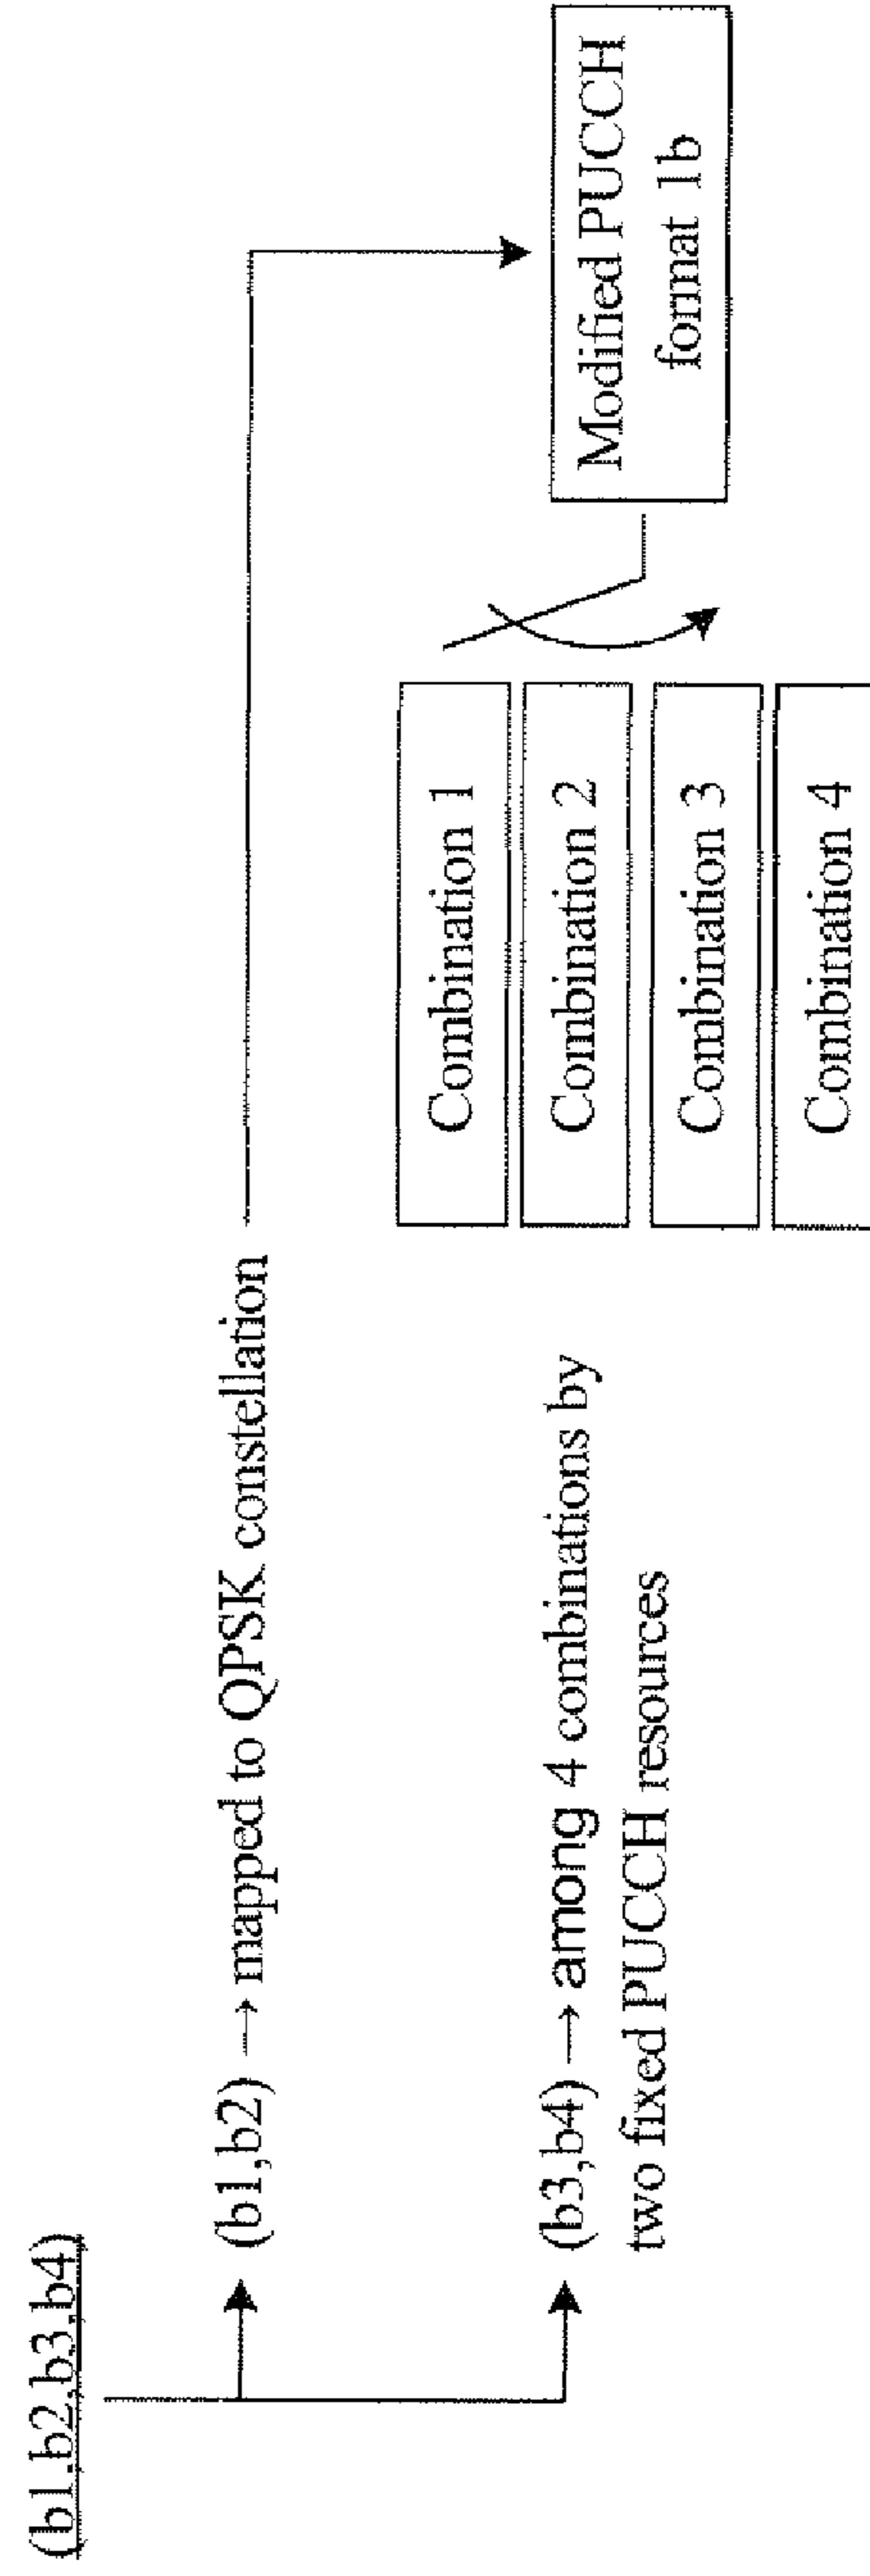 (b1,b2,b3,b4)
(b1,b2) → mapped to QPSK constellation
(b3,b4) → among 4 combinations by
two fixed PUCCH resources
Combination 1
Combination 2
Combination 3
Combination 4
Modified PUCCH
format 1b